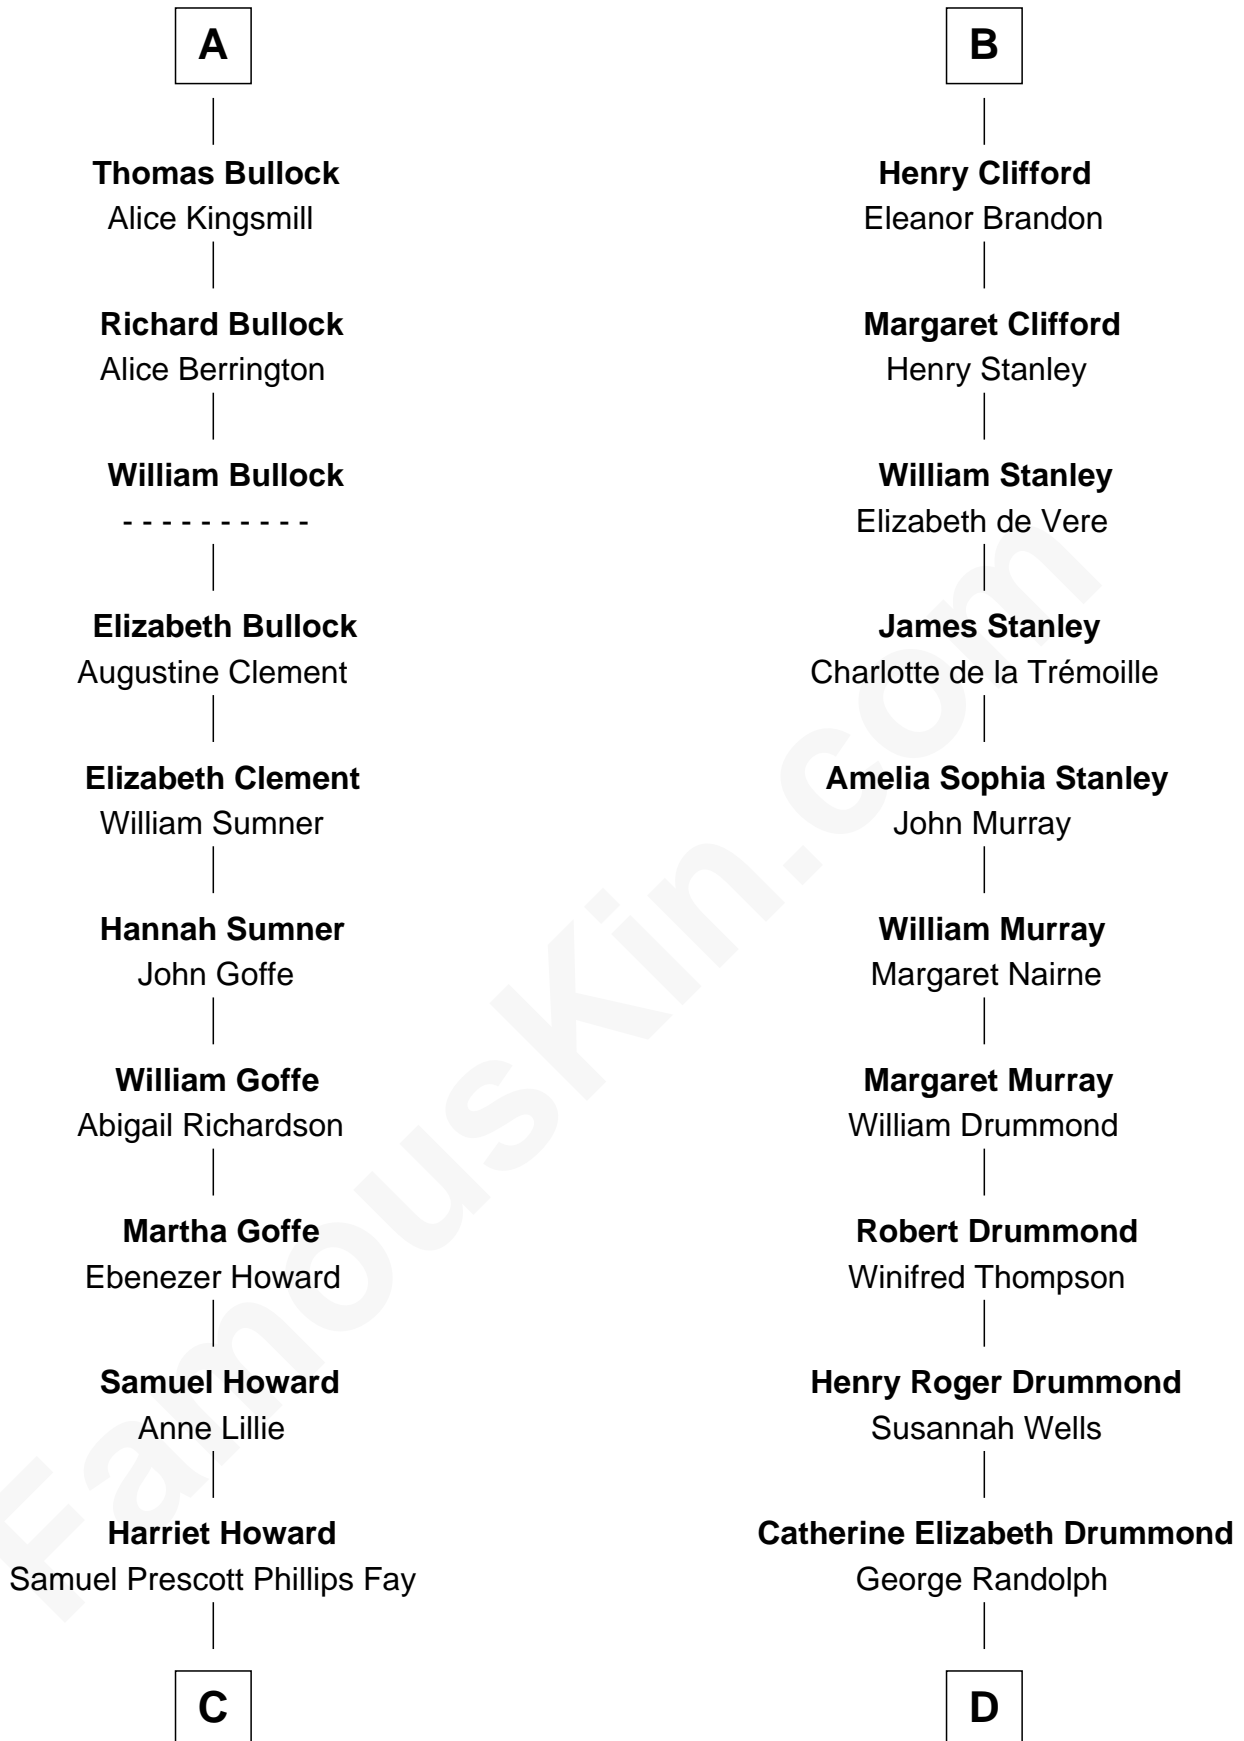 A
Thomas Bullock
Alice Kingsmill
Richard Bullock
Alice Berrington
William Bullock
- - - - - - - - - -
Elizabeth Bullock
Augustine Clement
Elizabeth Clement
William Sumner
Hannah Sumner
John Goffe
William Goffe
Abigail Richardson
Martha Goffe
Ebenezer Howard
Samuel Howard
Anne Lillie
Harriet Howard
Samuel Prescott Phillips Fay
C
B
Henry Clifford
Eleanor Brandon
Margaret Clifford
Henry Stanley
William Stanley
Elizabeth de Vere
James Stanley
Charlotte de la Trémoille
Amelia Sophia Stanley
John Murray
William Murray
Margaret Nairne
Margaret Murray
William Drummond
Robert Drummond
Winifred Thompson
Henry Roger Drummond
Susannah Wells
Catherine Elizabeth Drummond
George Randolph
D
FamousKin.com